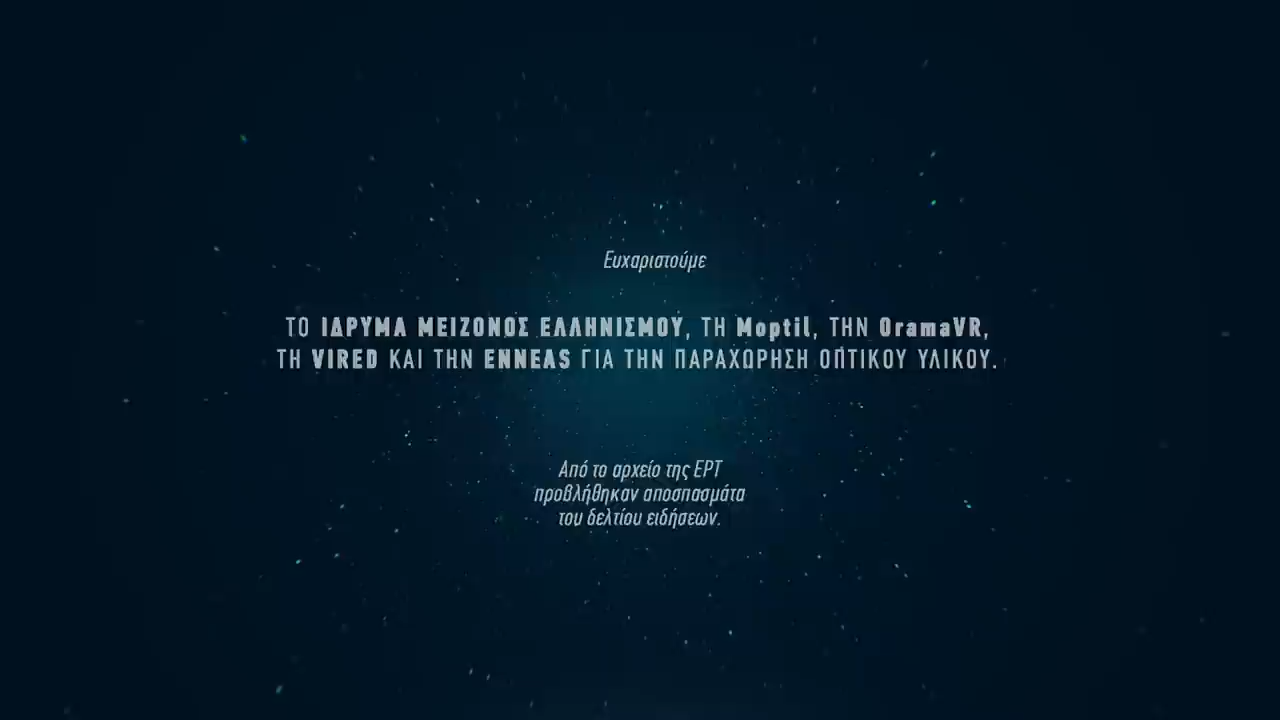 Ευχαριστούμε
ΤΟ ΙΔΡΥΜΑ ΜΕΙΖΟΝΟΣ ΕΛΛΗΝΙΣΜΟΥ, ΤΗ Moptil, ΤΗΝ OramaVR,
ΤΗ VIRED ΚΑΙ ΤΗΝ ENNEAS ΓΙΑ ΤΗΝ ΠΑΡΑΧΩΡΗΣΗ ΟΠΤΙΚΟΥ ΥΛΙΚΟΥ.
Από το αρχείο της ΕΡΤ
προβλήθηκαν αποσπασμάτα
του δελτίου ειδήσεων.